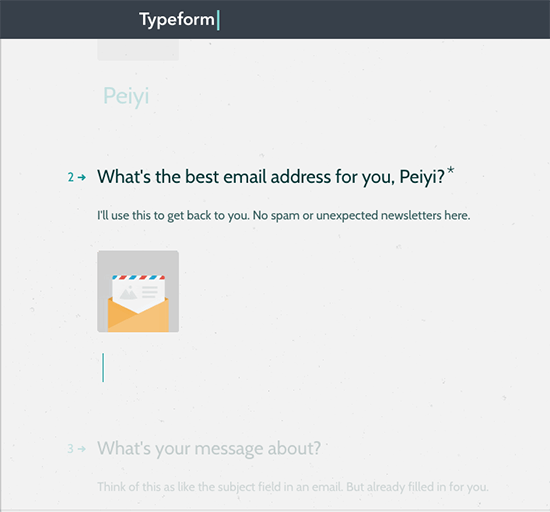 Typeform
Peiyi
2 → What's the best email address for you, Peiyi?*
I'll use this to get back to you. No spam or unexpected newsletters here.
3 → What's your message about?
Think of this as like the subject field in an email. But already filled in for you.